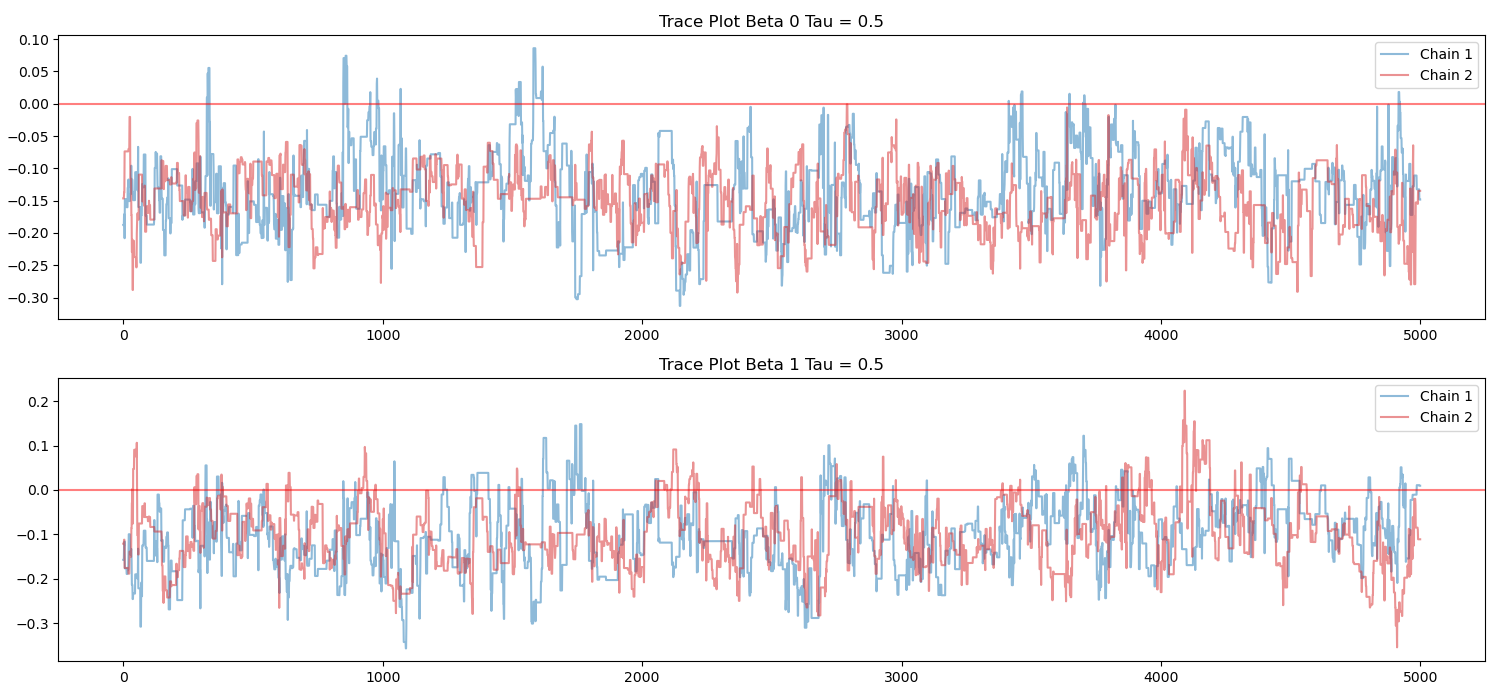 Trace Plot Beta 0 Tau = 0.5
0.10
0.05
0.00
−0.05
−0.10
−0.15
−0.20
−0.25
−0.30
Chain 1
Chain 2
0 1000 2000 3000 4000 5000
Trace Plot Beta 1 Tau = 0.5
0.2
0.1
0.0
−0.1
−0.2
−0.3
Chain 1
Chain 2
0 1000 2000 3000 4000 5000